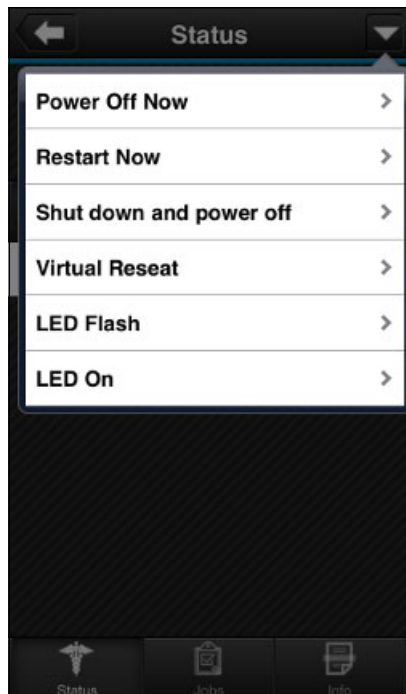 Status
Power Off Now
Restart Now
Shut down and power off
Virtual Reseat
LED Flash
LED On
Status
Jobs
Info